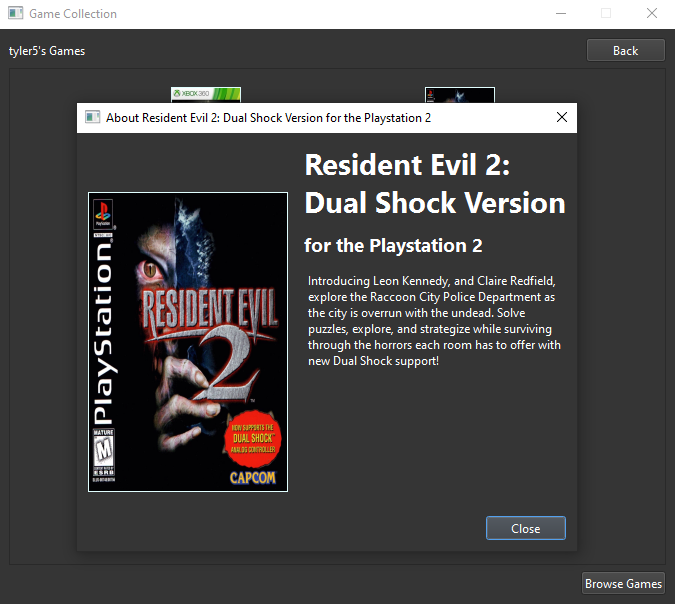 Game Collection
tyler5's Games
Back
XBOX 360
About Resident Evil 2: Dual Shock Version for the Playstation 2
Resident Evil 2:
Dual Shock Version
for the Playstation 2
Introducing Leon Kennedy, and Claire Redfield,
explore the Raccoon City Police Department as
the city is overrun with the undead. Solve
puzzles, explore, and strategize while surviving
through the horrors each room has to offer with
new Dual Shock support!
PlayStation
PlayStation
RESIDENT EVIL
2
NOW SUPPORTS THE
DUAL SHOCK™
ANALOG CONTROLLER
CAPCOM
MATURE
M
ESRB
Close
Browse Games